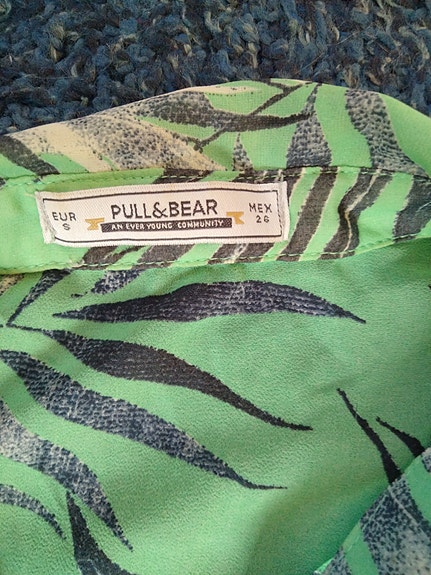 EUR
S
PULL&BEAR
AN EVER YOUNG COMMUNITY
MEX
26